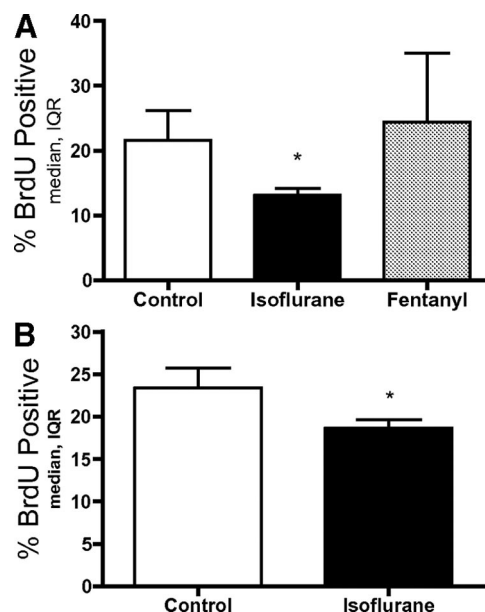 A
% BrdU Positive
median, IQR
40
30
20
10
0
*
Control Isoflurane Fentanyl
B
% BrdU Positive
median, IQR
30
25
20
15
10
5
0
*
Control Isoflurane